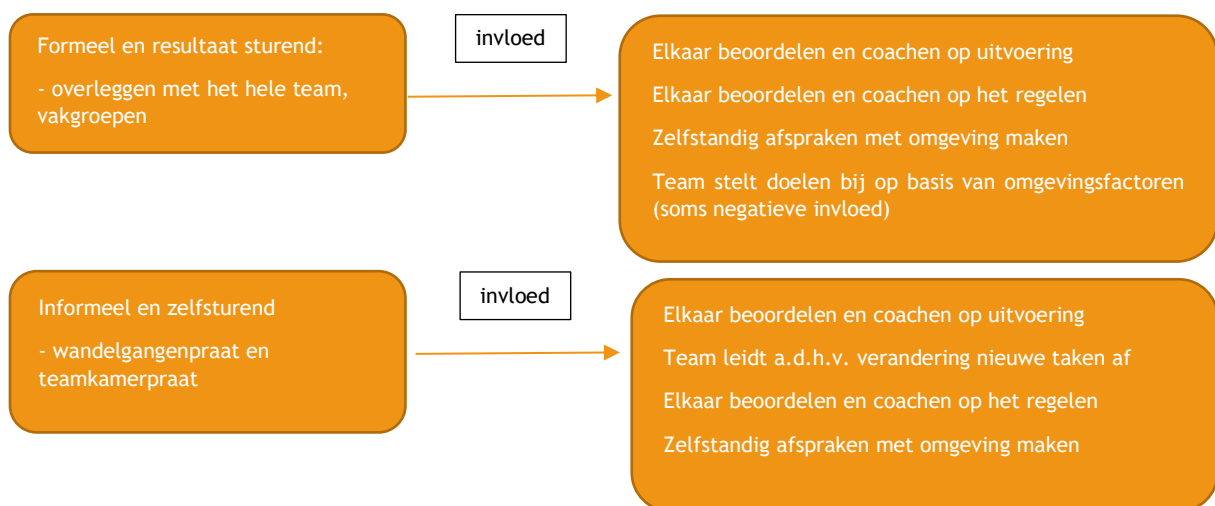 Formeel en resultaat sturend:
- overleggen met het hele team,
vakgroepen
invloed
Elkaar beoordelen en coachen op uitvoering
Elkaar beoordelen en coachen op het regelen
Zelfstandig afspraken met omgeving maken
Team stelt doelen bij op basis van omgevingsfactoren
(soms negatieve invloed)
Informeel en zelfsturend
- wandelgangenpraat en
teamkamerpraat
invloed
Elkaar beoordelen en coachen op uitvoering
Team leidt a.d.h.v. verandering nieuwe taken af
Elkaar beoordelen en coachen op het regelen
Zelfstandig afspraken met omgeving maken